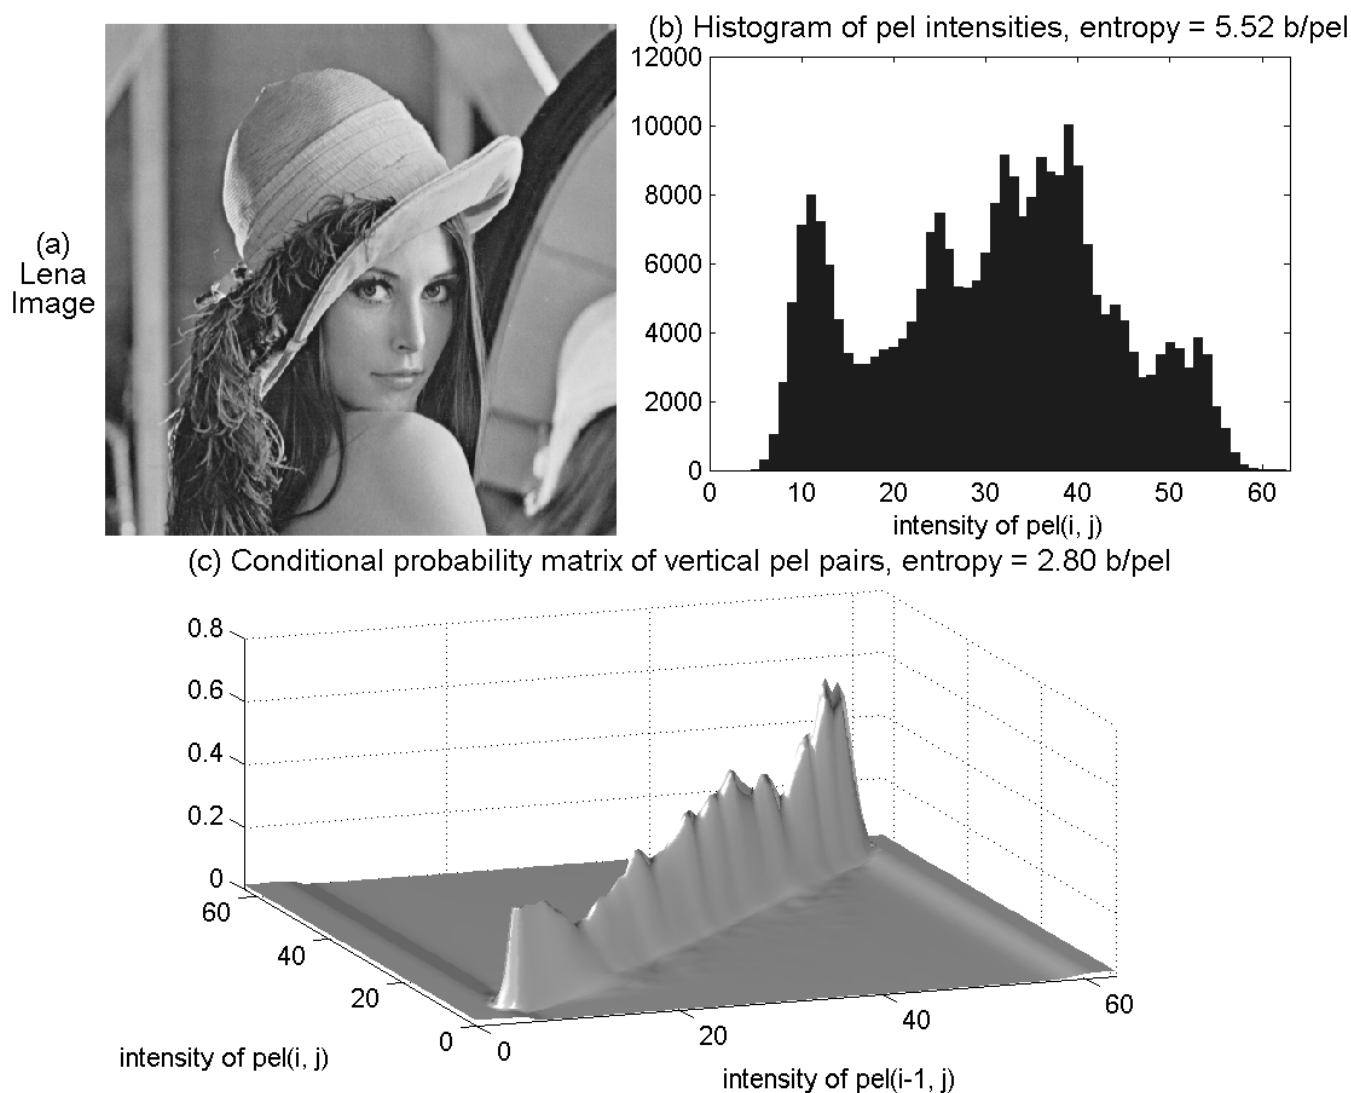 (a)
Lena
Image
(b) Histogram of pel intensities, entropy = 5.52 b/pel
12000
10000
8000
6000
4000
2000
0
0 10 20 30 40 50 60
intensity of pel(i, j)
(c) Conditional probability matrix of vertical pel pairs, entropy = 2.80 b/pel
0.8
0.6
0.4
0.2
0
60
40
20
0
0 20 40 60
intensity of pel(i, j)
intensity of pel(i-1, j)